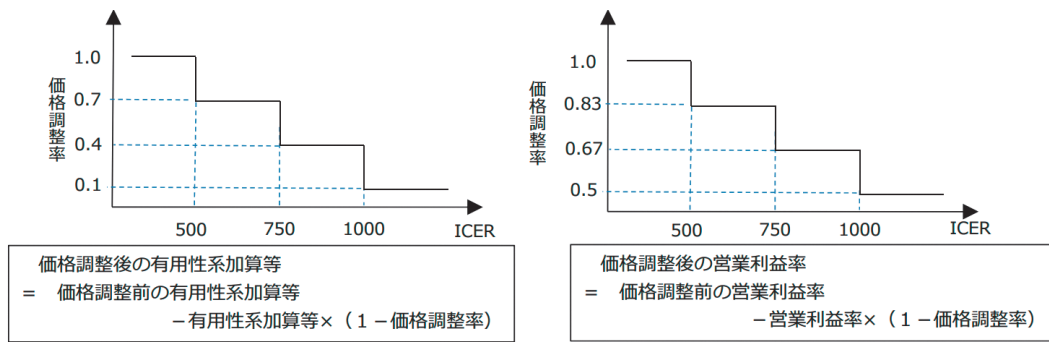 1.0
0.7
0.4
0.1
価格調整率
500 750 1000 ICER
価格調整後の有用性系加算等
= 価格調整前の有用性系加算等
－有用性系加算等×（１－価格調整率）
1.0
0.83
0.67
0.5
価格調整率
500 750 1000 ICER
価格調整後の営業利益率
= 価格調整前の営業利益率
－営業利益率×（１－価格調整率）